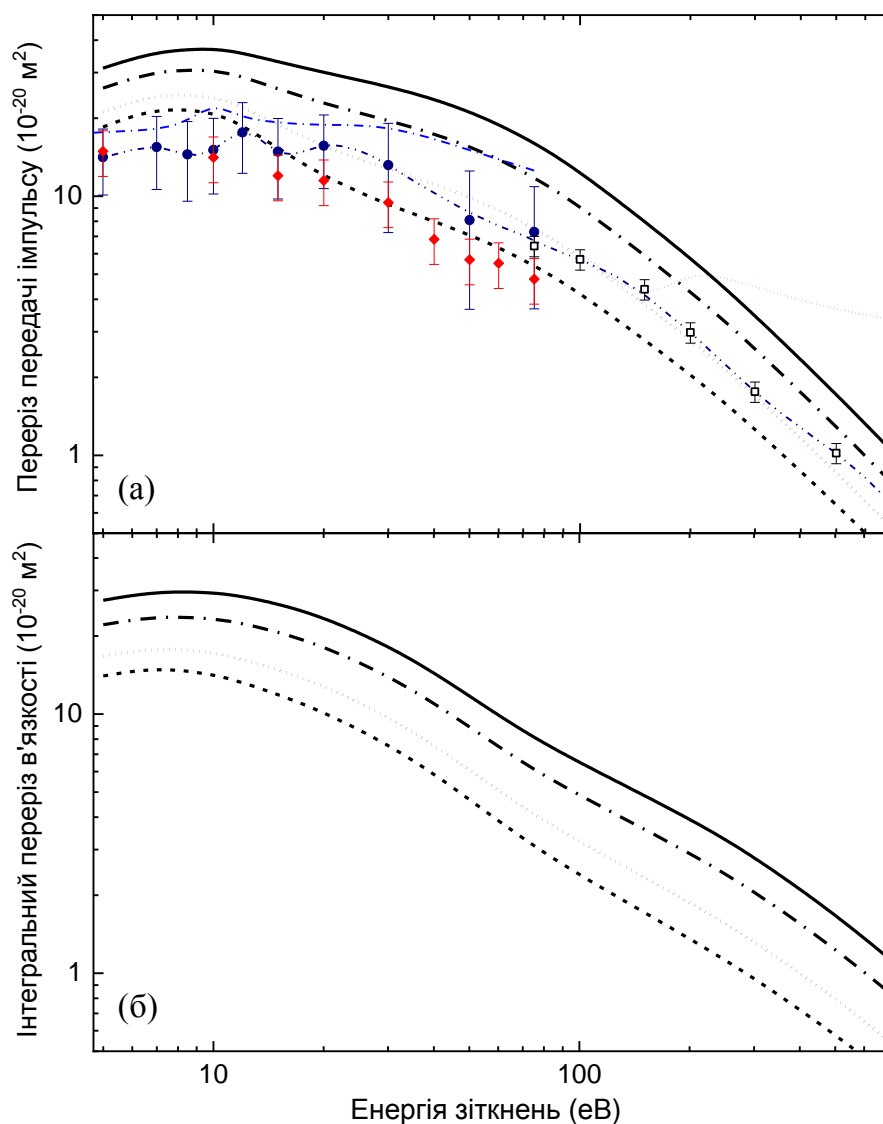 Переріз передачі імпульсу (10⁻²⁰ м²)
10
1
(а)
Інтегральний переріз в'язкості (10⁻²⁰ м²)
10
1
(б)
10
100
Енергія зіткнень (еВ)